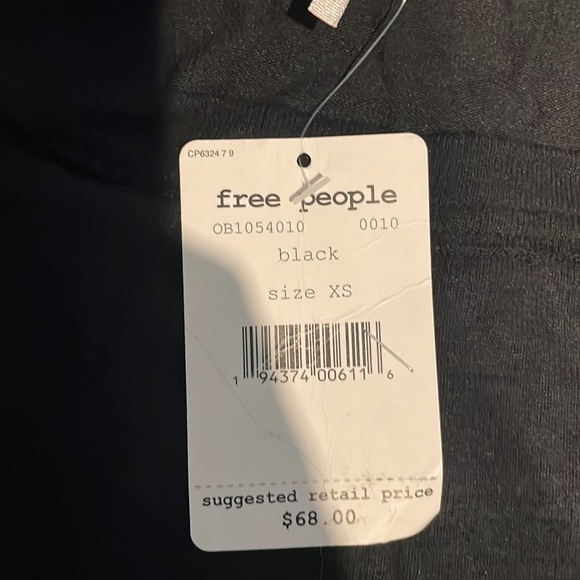 CP6324 7 9
free people
OB1054010 0010
black
size XS
1 94374 00611 6
suggested retail price
$68.00